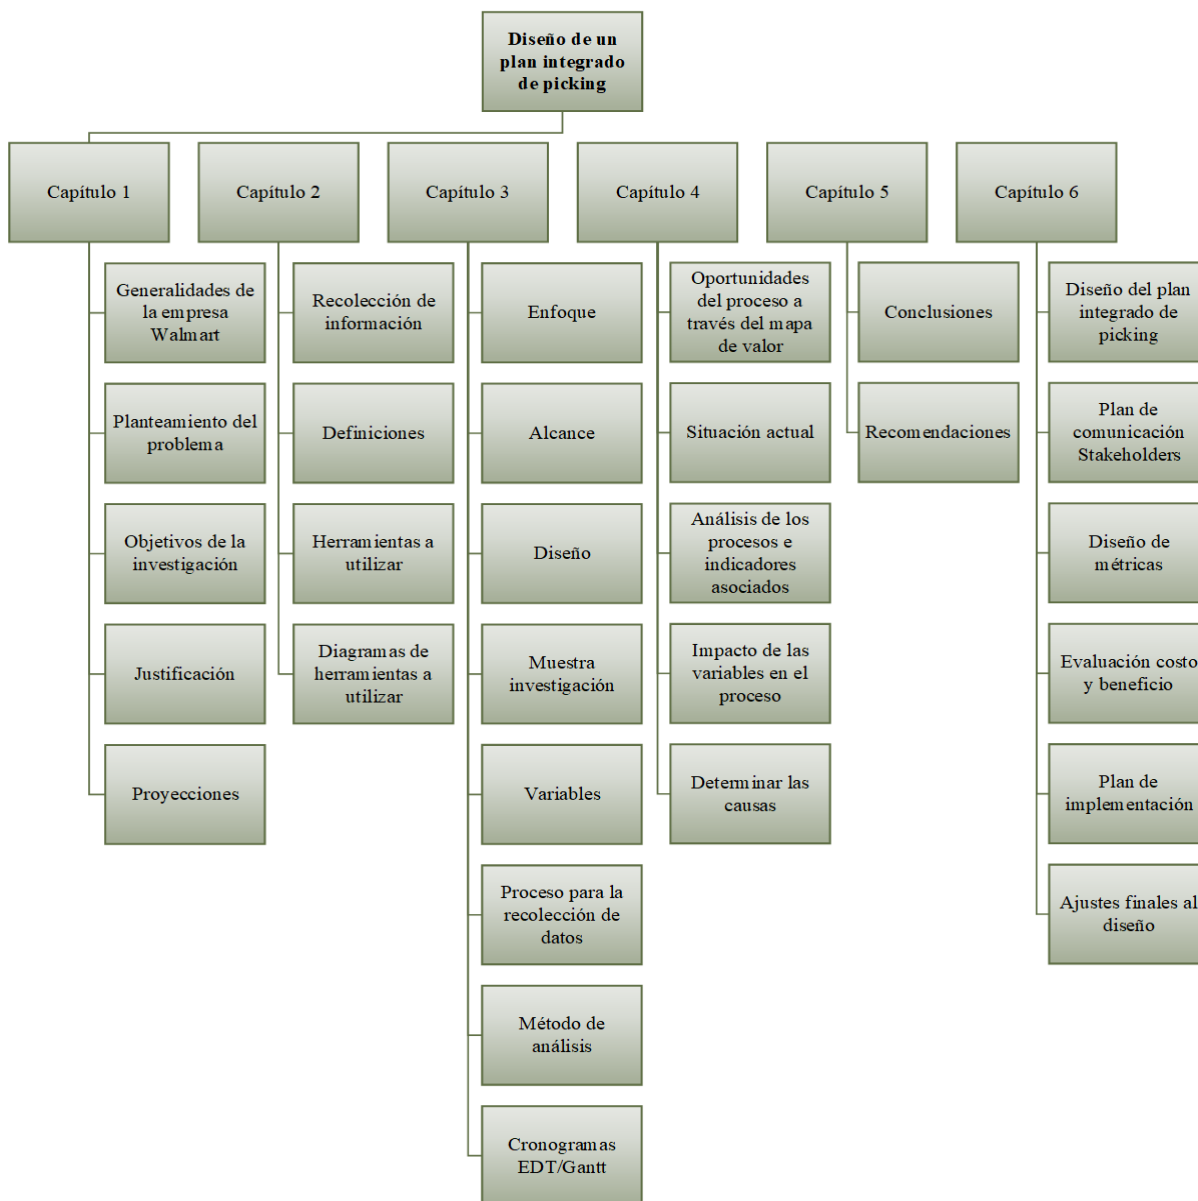 Diseño de un
plan integrado
de picking
Capítulo 1
Capítulo 2
Capítulo 3
Capítulo 4
Capítulo 5
Capítulo 6
Generalidades de
la empresa
Walmart
Planteamiento del
problema
Objetivos de la
investigación
Justificación
Proyecciones
Recolección de
información
Definiciones
Herramientas a
utilizar
Diagramas de
herramientas a
utilizar
Enfoque
Alcance
Diseño
Muestra
investigación
Variables
Proceso para la
recolección de
datos
Método de
análisis
Cronogramas
EDT/Gantt
Oportunidades
del proceso a
través del mapa
de valor
Situación actual
Análisis de los
procesos e
indicadores
asociados
Impacto de las
variables en el
proceso
Determinar las
causas
Conclusiones
Recomendaciones
Diseño del plan
integrado de
picking
Plan de
comunicación
Stakeholders
Diseño de
métricas
Evaluación costo
y beneficio
Plan de
implementación
Ajustes finales al
diseño